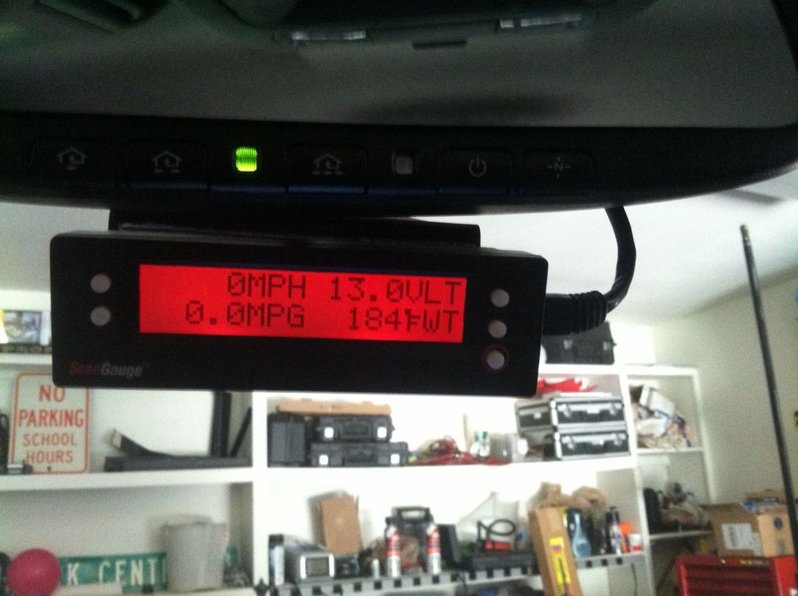 N
0MPH 13.0VLT
0.0MPG 184°FWT
ScanGauge
NO
PARKING
SCHOOL
HOURS
K CENT